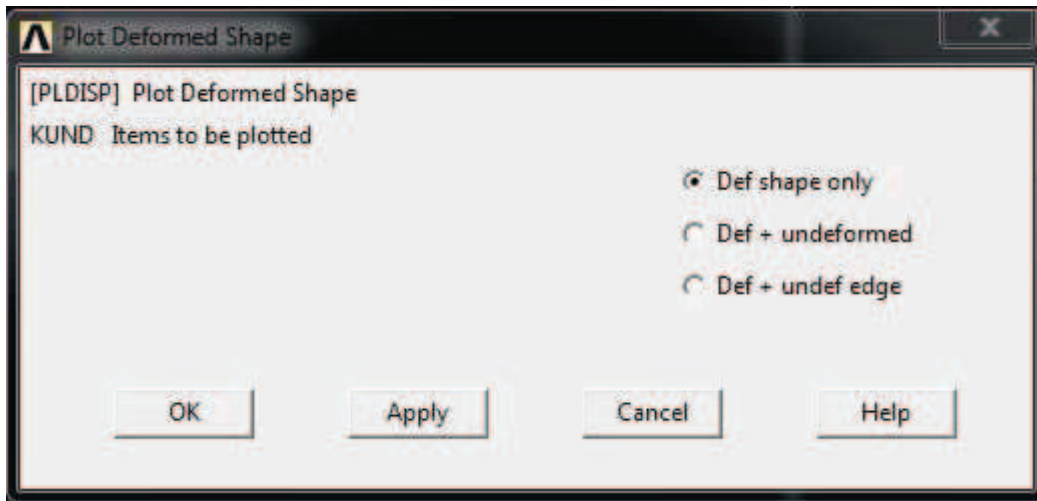 Plot Deformed Shape
[PLDISP] Plot Deformed Shape
KUND Items to be plotted
Def shape only
Def + undeformed
Def + undef edge
OK Apply Cancel Help